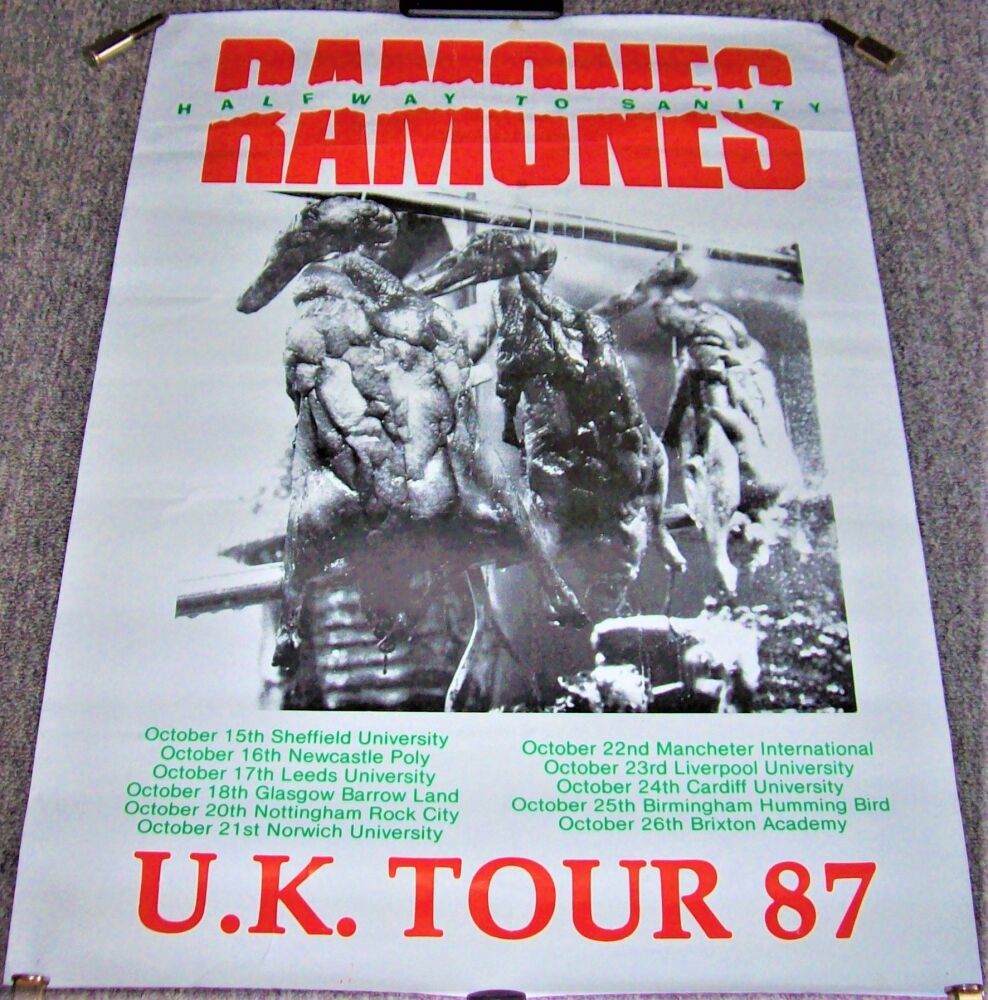 RAMONES
HALFWAY TO SANITY
RAMONES
October 15th Sheffield University
October 16th Newcastle Poly
October 17th Leeds University
October 18th Glasgow Barrow Land
October 20th Nottingham Rock City
October 21st Norwich University
October 22nd Mancheter International
October 23rd Liverpool University
October 24th Cardiff University
October 25th Birmingham Humming Bird
October 26th Brixton Academy
U.K. TOUR 87